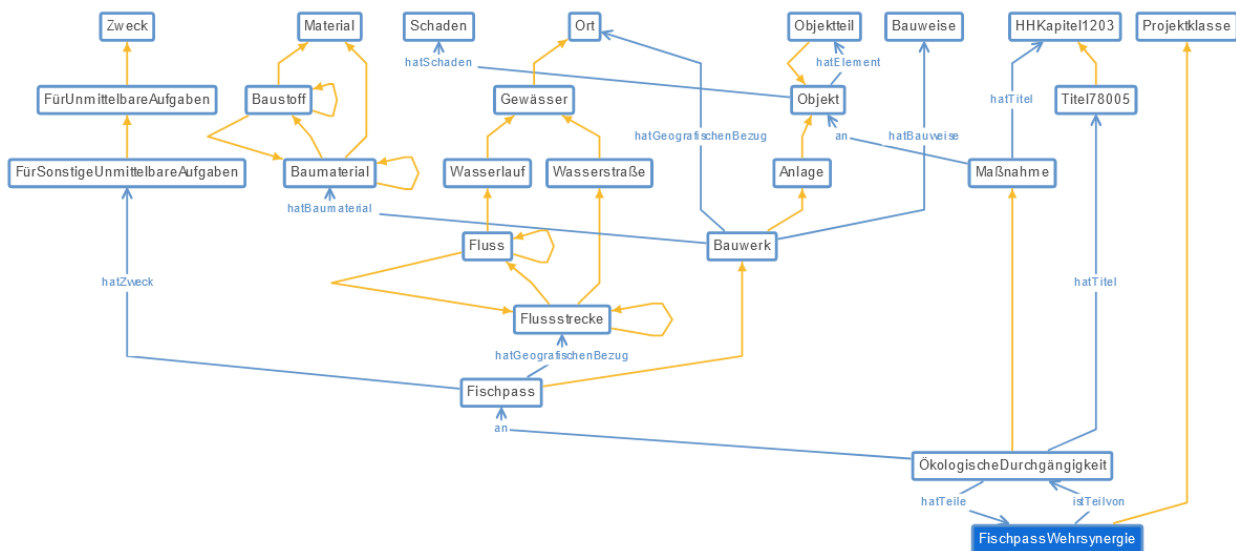 Zweck
Material
Schaden
Ort
Objektteil
Bauweise
HHKapitel1203
Projektklasse
hatSchaden
hatElement
FürUnmittelbareAufgaben
Baustoff
Gewässer
Objekt
hatTitel
Titel78005
hatGeografischenBezug
an
hatBauweise
FürSonstigeUnmittelbareAufgaben
Baumaterial
Wasserlauf
Wasserstraße
Anlage
Maßnahme
hatBaumaterial
Fluss
Bauwerk
hatZweck
hatTitel
Flussstrecke
hatGeografischenBezug
Fischpass
an
ÖkologischeDurchgängigkeit
hatTeile
istTeilvon
FischpassWehrsynergie